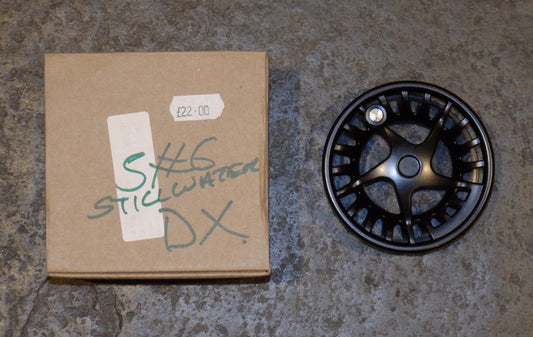 £22.00
S#6
STILLWATER
DX.